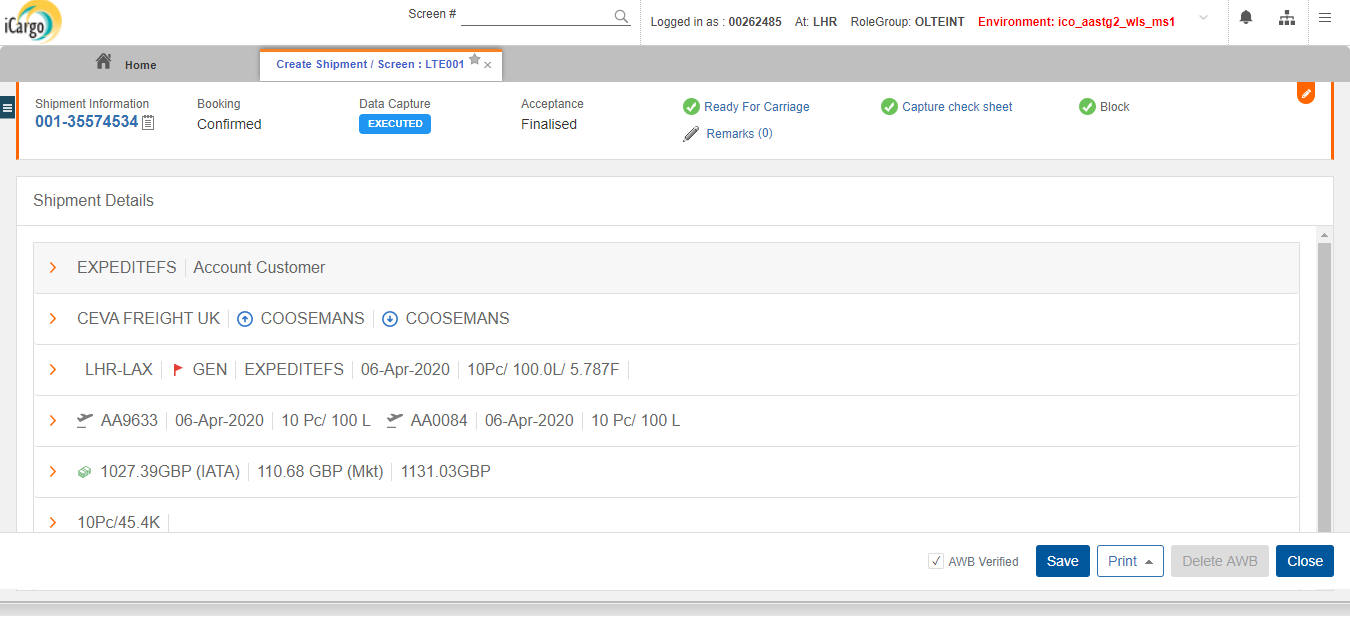 iCargo
Screen #
Logged in as : 00262485 At: LHR RoleGroup: OLTEINT Environment: ico_aastg2_wls_ms1
Home
Create Shipment / Screen : LTE001
Shipment Information Booking Data Capture Acceptance Ready For Carriage Capture check sheet Block
001-35574534 Confirmed EXECUTED Finalised Remarks (0)
Shipment Details
EXPEDITEFS Account Customer
CEVA FREIGHT UK COOSEMANS COOSEMANS
LHR-LAX GEN EXPEDITEFS 06-Apr-2020 10Pc/ 100.0L/ 5.787F
AA9633 06-Apr-2020 10 Pc/ 100 L AA0084 06-Apr-2020 10 Pc/ 100 L
1027.39GBP (IATA) 110.68 GBP (Mkt) 1131.03GBP
10Pc/45.4K
AWB Verified Save Print Delete AWB Close